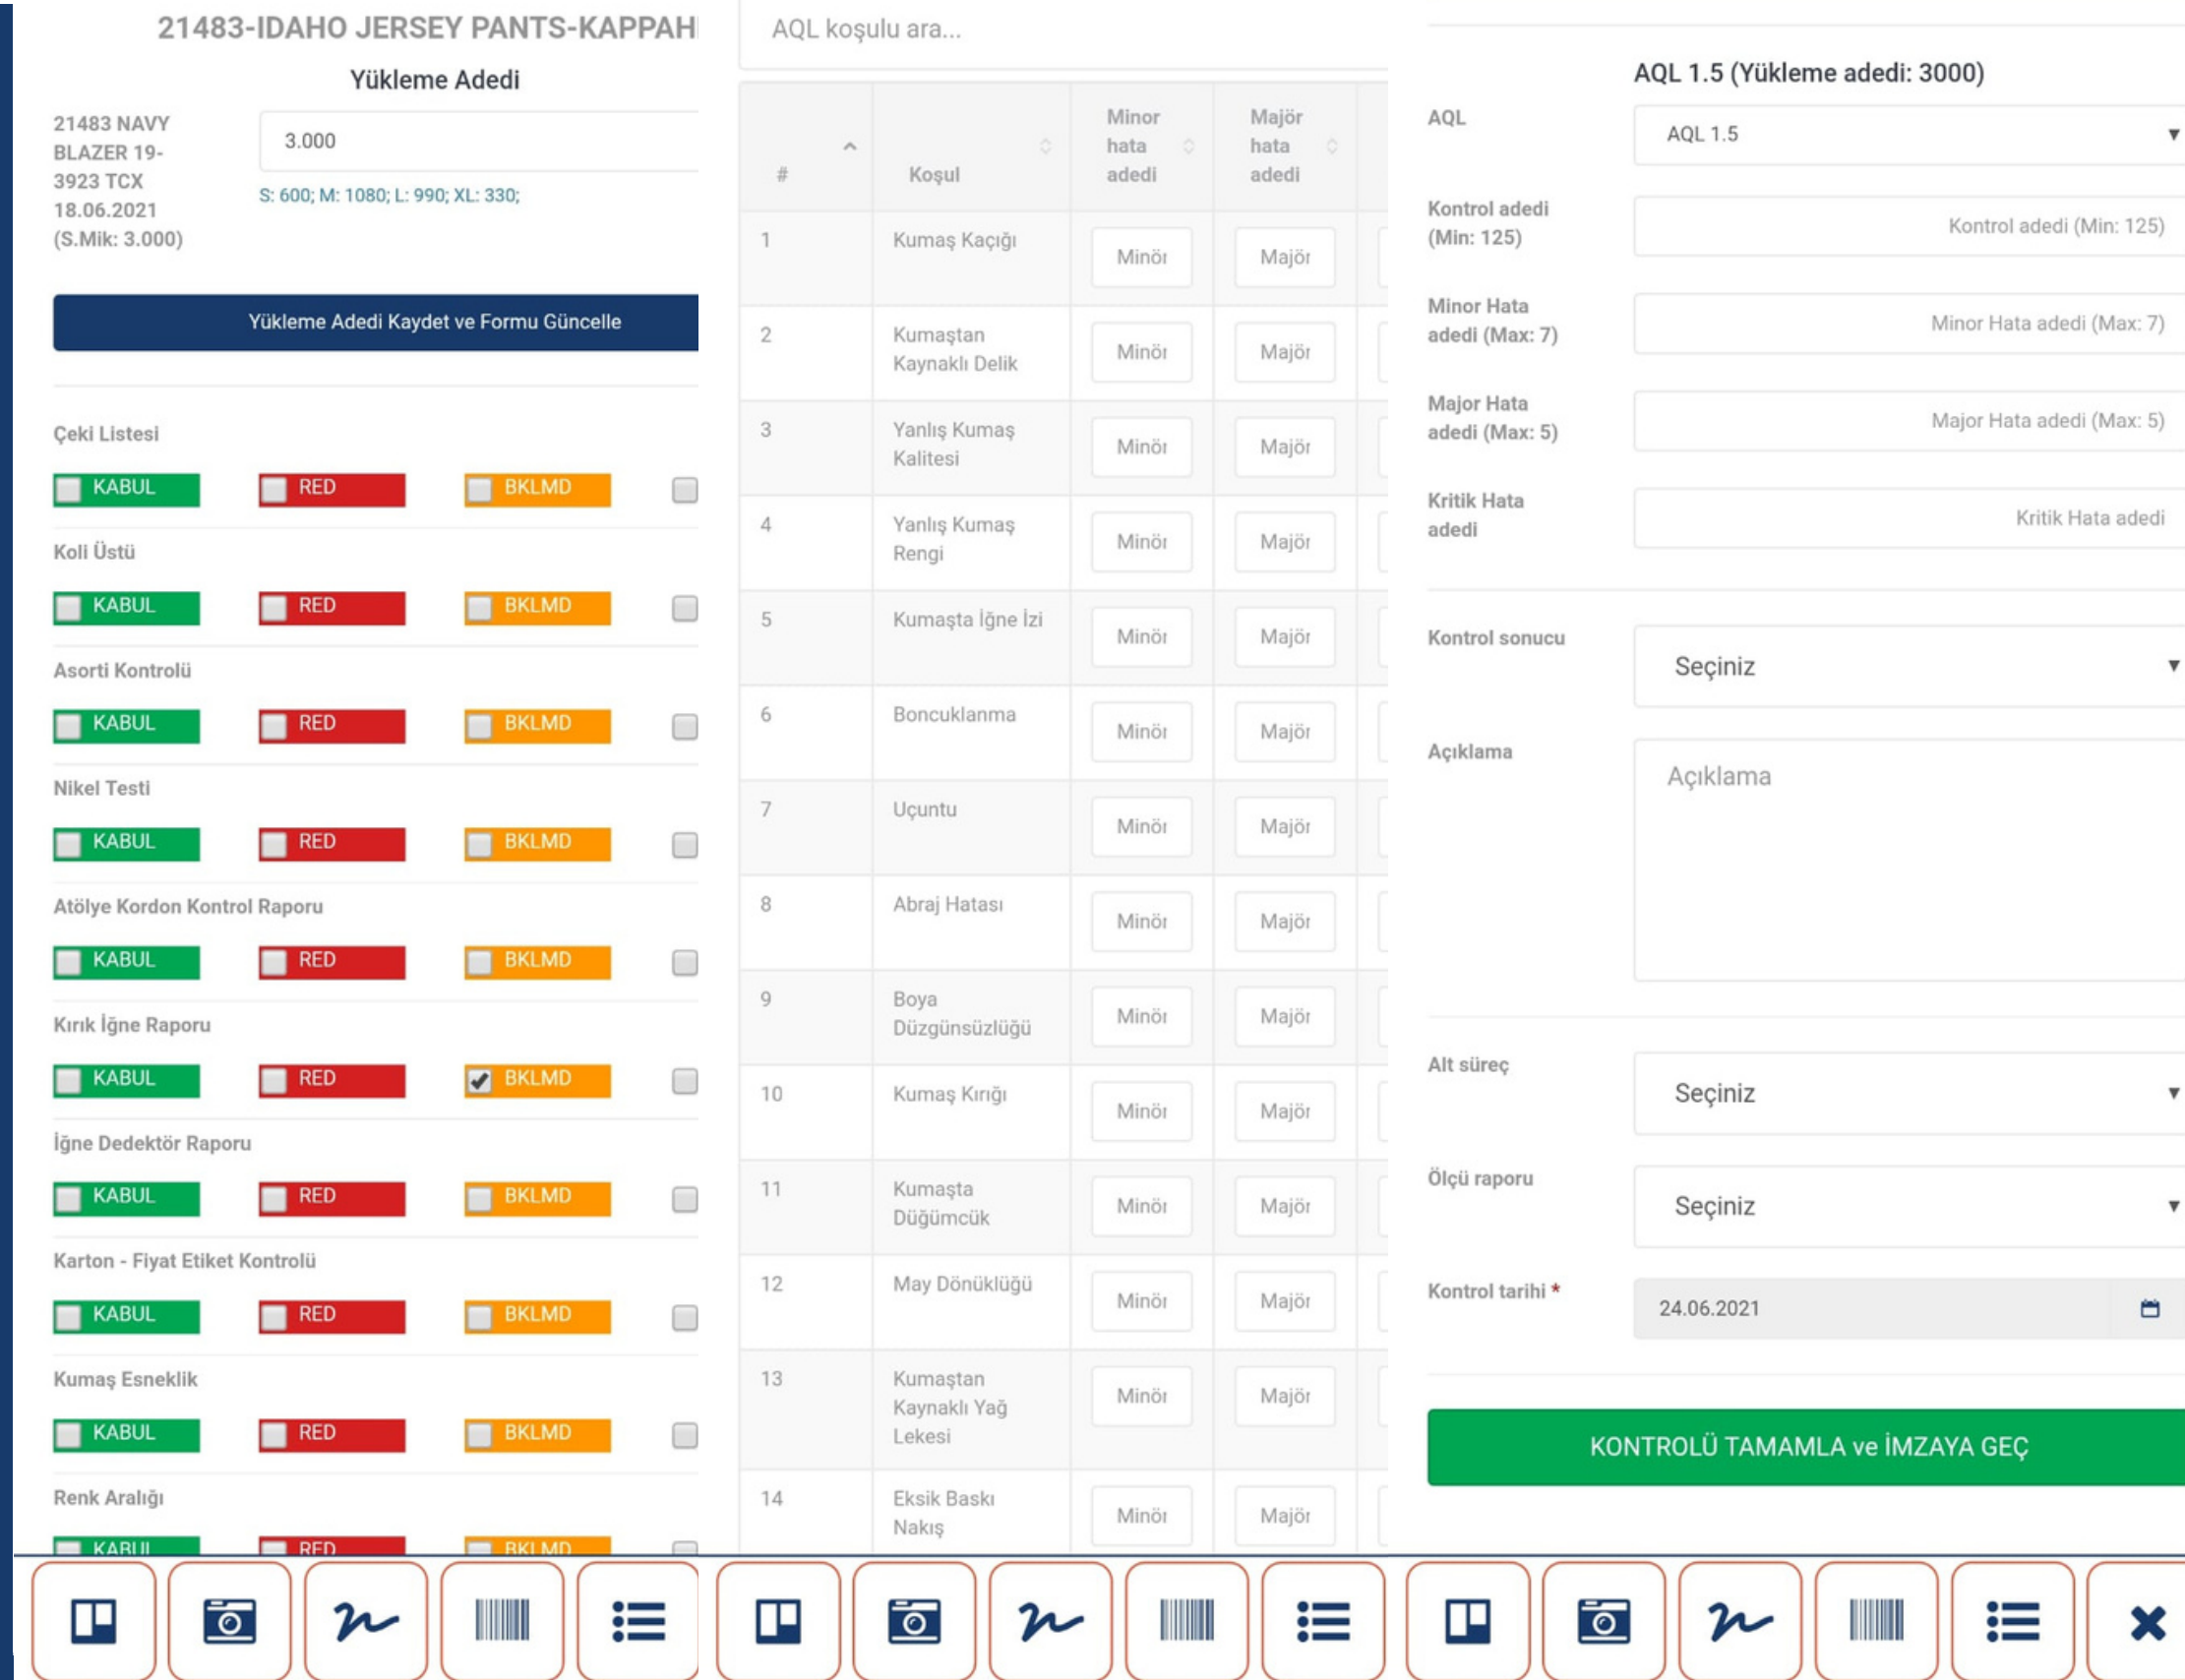 21483-IDAHO JERSEY PANTS-KAPPAH
Yükleme Adedi
21483 NAVY
BLAZER 19-
3923 TCX
18.06.2021
(S.Mik: 3.000)
3.000
S: 600; M: 1080; L: 990; XL: 330;
Yükleme Adedi Kaydet ve Formu Güncelle
Çeki Listesi
KABUL RED BKLMD
Koli Üstü
KABUL RED BKLMD
Asorti Kontrolü
KABUL RED BKLMD
Nikel Testi
KABUL RED BKLMD
Atölye Kordon Kontrol Raporu
KABUL RED BKLMD
Kırık İğne Raporu
KABUL RED BKLMD
İğne Dedektör Raporu
KABUL RED BKLMD
Karton - Fiyat Etiket Kontrolü
KABUL RED BKLMD
Kumaş Esneklik
KABUL RED BKLMD
Renk Aralığı
KABUL RED BKLMD
AQL koşulu ara...
Minor Majör
hata hata
adedi adedi
# Koşul
1 Kumaş Kaçığı Minör Majör
2 Kumaştan
Kaynaklı Delik Minör Majör
3 Yanlış Kumaş
Kalitesi Minör Majör
4 Yanlış Kumaş
Rengi Minör Majör
5 Kumaşta İğne İzi Minör Majör
6 Boncuklanma Minör Majör
7 Uçuntu Minör Majör
8 Abraj Hatası Minör Majör
9 Boya
Düzgünsüzlüğü Minör Majör
10 Kumaş Kırığı Minör Majör
11 Kumaşta
Düğümcük Minör Majör
12 May Dönüklüğü Minör Majör
13 Kumaştan
Kaynaklı Yağ Minör Majör
Lekesi
14 Eksik Baskı
Nakış Minör Majör
AQL 1.5 (Yükleme adedi: 3000)
AQL
AQL 1.5
Kontrol adedi
(Min: 125)
Kontrol adedi (Min: 125)
Minor Hata
adedi (Max: 7)
Minor Hata adedi (Max: 7)
Major Hata
adedi (Max: 5)
Major Hata adedi (Max: 5)
Kritik Hata
adedi
Kritik Hata adedi
Kontrol sonucu
Seçiniz
Açıklama
Açıklama
Alt süreç
Seçiniz
Ölçü raporu
Seçiniz
Kontrol tarihi *
24.06.2021
KONTROLÜ TAMAMLA ve İMZAYA GEÇ